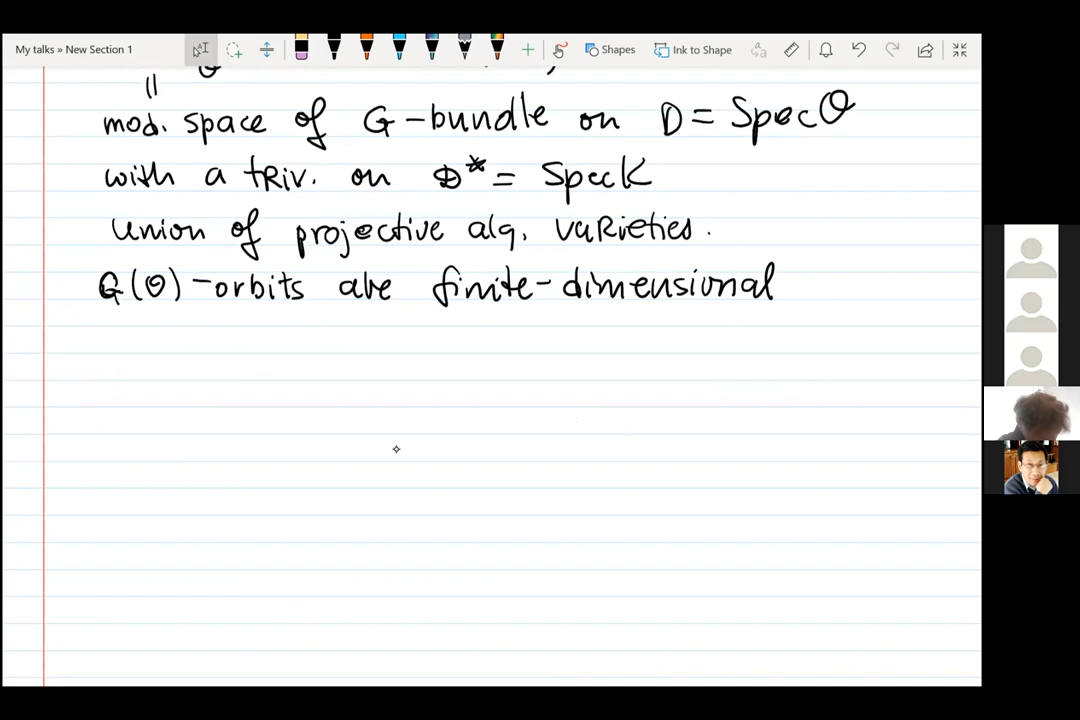 My talks » New Section 1
Shapes
Ink to Shape
mod. space of G-bundle on D = Spec O
with a triv. on D* = Spec K
union of projective alg. varieties.
G(O)-orbits are finite-dimensional